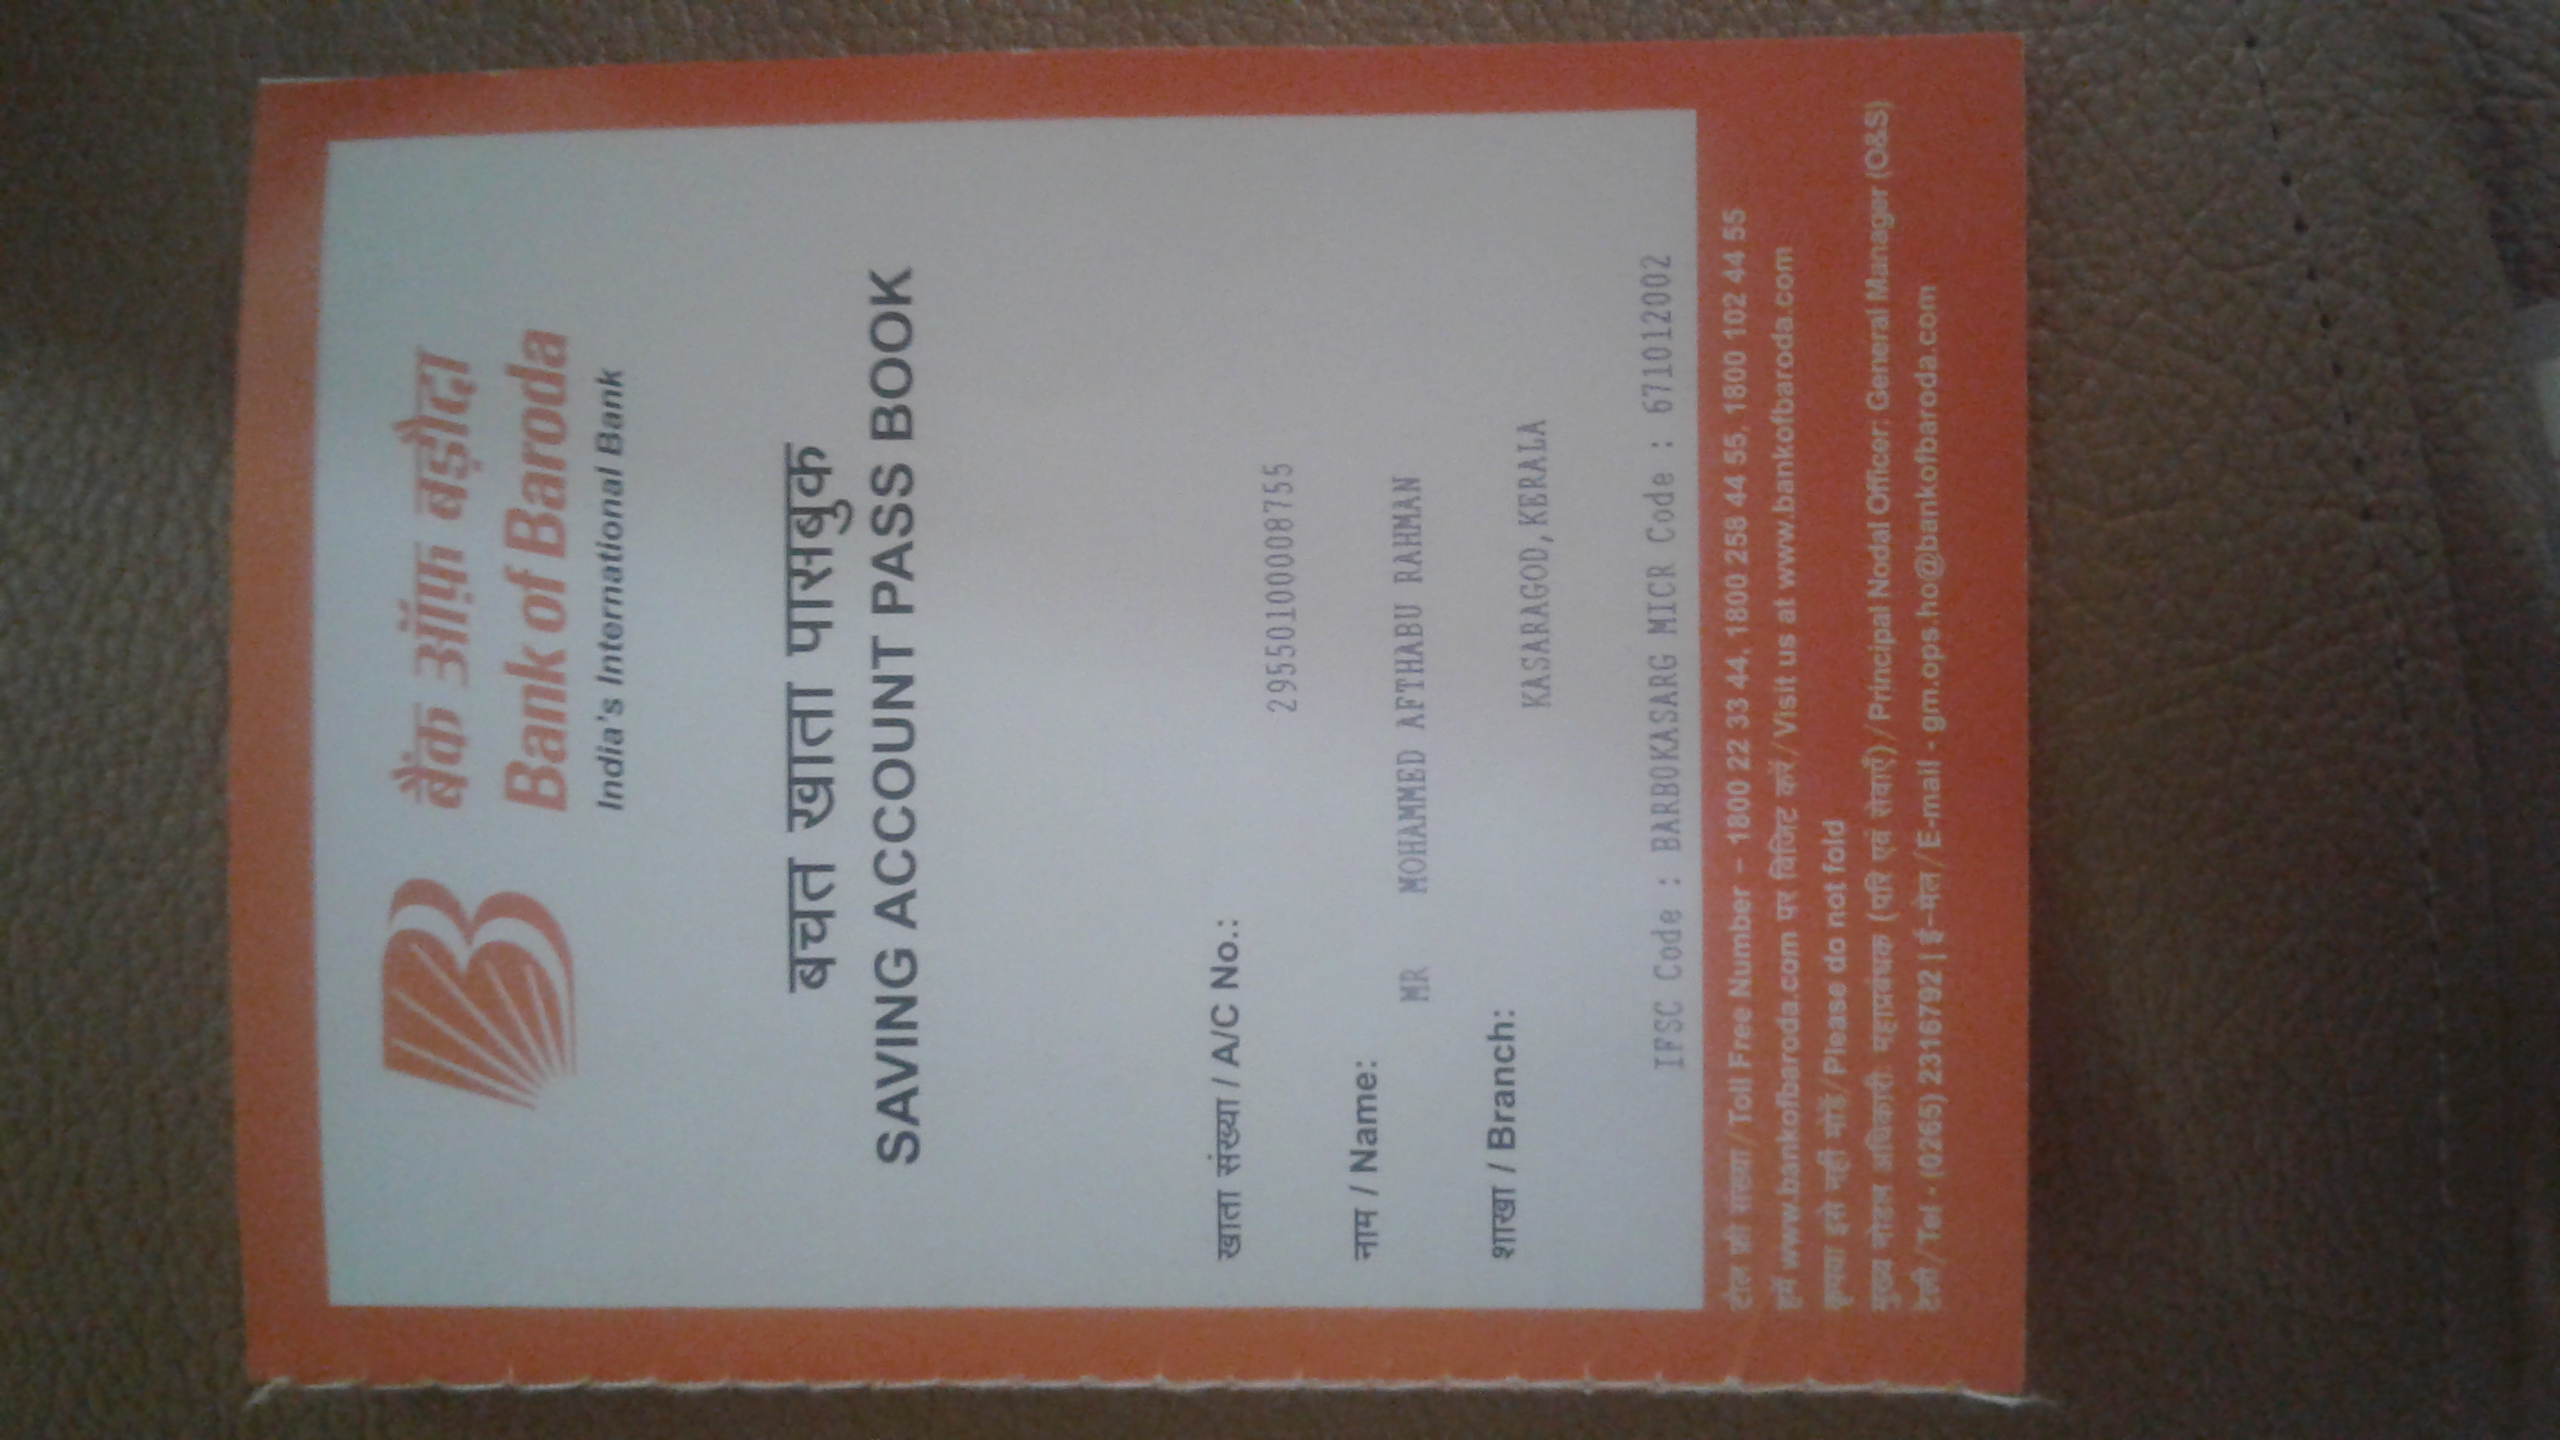 बैंक ऑफ़ बड़ौदा
Bank of Baroda
India's International Bank
बचत खाता पासबुक
SAVING ACCOUNT PASS BOOK
खाता संख्या / A/C No.:
29550100008755
नाम / Name:
MR MOHAMMED AFTHABU RAHMAN
शाखा / Branch:
KASARAGOD,KERALA
IFSC Code : BARB0KASARG MICR Code : 671012002
टोल फ्री संख्या/Toll Free Number – 1800 22 33 44, 1800 258 44 55, 1800 102 44 55
हमें www.bankofbaroda.com पर विजिट करें/Visit us at www.bankofbaroda.com
कृपया इसे नहीं मोड़ें/Please do not fold
मुख्य नोडल अधिकारी: महाप्रबंधक (परि एवं सेवाएँ)/Principal Nodal Officer: General Manager (O&S)
टेली/Tel - (0265) 2316792 | ई-मेल/E-mail - gm.ops.ho@bankofbaroda.com